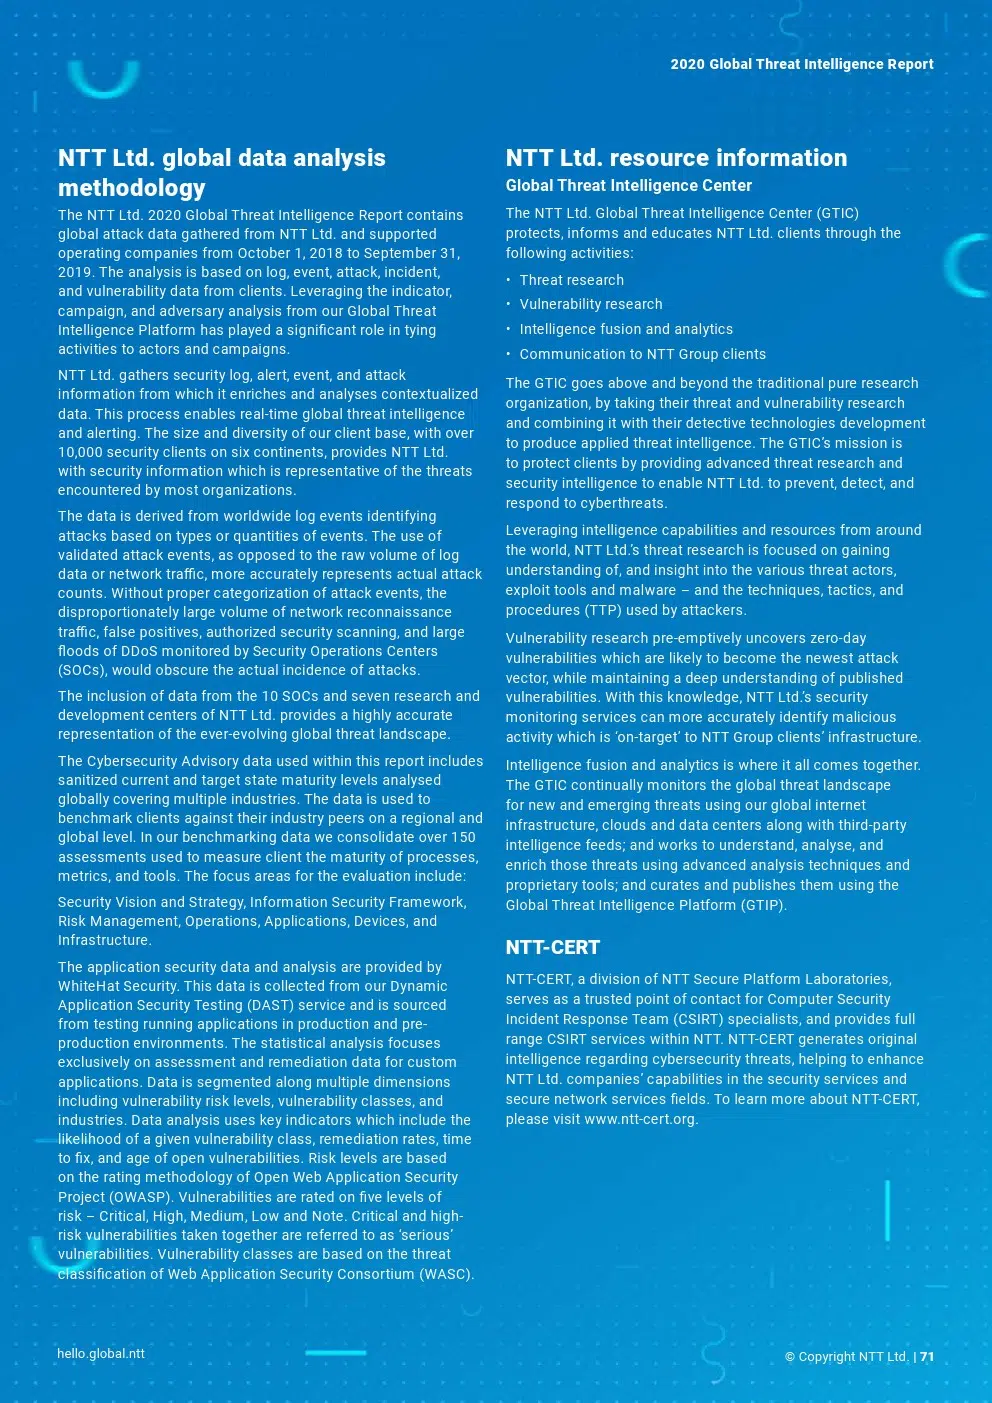 2020 Global Threat Intelligence Report
NTT Ltd. global data analysis
methodology
The NTT Ltd. 2020 Global Threat Intelligence Report contains
global attack data gathered from NTT Ltd. and supported
operating companies from October 1, 2018 to September 31,
2019. The analysis is based on log, event, attack, incident,
and vulnerability data from clients. Leveraging the indicator,
campaign, and adversary analysis from our Global Threat
Intelligence Platform has played a significant role in tying
activities to actors and campaigns.
NTT Ltd. gathers security log, alert, event, and attack
information from which it enriches and analyses contextualized
data. This process enables real-time global threat intelligence
and alerting. The size and diversity of our client base, with over
10,000 security clients on six continents, provides NTT Ltd.
with security information which is representative of the threats
encountered by most organizations.
The data is derived from worldwide log events identifying
attacks based on types or quantities of events. The use of
validated attack events, as opposed to the raw volume of log
data or network traffic, more accurately represents actual attack
counts. Without proper categorization of attack events, the
disproportionately large volume of network reconnaissance
traffic, false positives, authorized security scanning, and large
floods of DDoS monitored by Security Operations Centers
(SOCs), would obscure the actual incidence of attacks.
The inclusion of data from the 10 SOCs and seven research and
development centers of NTT Ltd. provides a highly accurate
representation of the ever-evolving global threat landscape.
The Cybersecurity Advisory data used within this report includes
sanitized current and target state maturity levels analysed
globally covering multiple industries. The data is used to
benchmark clients against their industry peers on a regional and
global level. In our benchmarking data we consolidate over 150
assessments used to measure client the maturity of processes,
metrics, and tools. The focus areas for the evaluation include:
Security Vision and Strategy, Information Security Framework,
Risk Management, Operations, Applications, Devices, and
Infrastructure.
The application security data and analysis are provided by
WhiteHat Security. This data is collected from our Dynamic
Application Security Testing (DAST) service and is sourced
from testing running applications in production and pre-
production environments. The statistical analysis focuses
exclusively on assessment and remediation data for custom
applications. Data is segmented along multiple dimensions
including vulnerability risk levels, vulnerability classes, and
industries. Data analysis uses key indicators which include the
likelihood of a given vulnerability class, remediation rates, time
to fix, and age of open vulnerabilities. Risk levels are based
on the rating methodology of Open Web Application Security
Project (OWASP). Vulnerabilities are rated on five levels of
risk – Critical, High, Medium, Low and Note. Critical and high-
risk vulnerabilities taken together are referred to as ‘serious’
vulnerabilities. Vulnerability classes are based on the threat
classification of Web Application Security Consortium (WASC).
NTT Ltd. resource information
Global Threat Intelligence Center
The NTT Ltd. Global Threat Intelligence Center (GTIC)
protects, informs and educates NTT Ltd. clients through the
following activities:
• Threat research
• Vulnerability research
• Intelligence fusion and analytics
• Communication to NTT Group clients
The GTIC goes above and beyond the traditional pure research
organization, by taking their threat and vulnerability research
and combining it with their detective technologies development
to produce applied threat intelligence. The GTIC’s mission is
to protect clients by providing advanced threat research and
security intelligence to enable NTT Ltd. to prevent, detect, and
respond to cyberthreats.
Leveraging intelligence capabilities and resources from around
the world, NTT Ltd.’s threat research is focused on gaining
understanding of, and insight into the various threat actors,
exploit tools and malware – and the techniques, tactics, and
procedures (TTP) used by attackers.
Vulnerability research pre-emptively uncovers zero-day
vulnerabilities which are likely to become the newest attack
vector, while maintaining a deep understanding of published
vulnerabilities. With this knowledge, NTT Ltd.’s security
monitoring services can more accurately identify malicious
activity which is ‘on-target’ to NTT Group clients’ infrastructure.
Intelligence fusion and analytics is where it all comes together.
The GTIC continually monitors the global threat landscape
for new and emerging threats using our global internet
infrastructure, clouds and data centers along with third-party
intelligence feeds; and works to understand, analyse, and
enrich those threats using advanced analysis techniques and
proprietary tools; and curates and publishes them using the
Global Threat Intelligence Platform (GTIP).
NTT-CERT
NTT-CERT, a division of NTT Secure Platform Laboratories,
serves as a trusted point of contact for Computer Security
Incident Response Team (CSIRT) specialists, and provides full
range CSIRT services within NTT. NTT-CERT generates original
intelligence regarding cybersecurity threats, helping to enhance
NTT Ltd. companies’ capabilities in the security services and
secure network services fields. To learn more about NTT-CERT,
please visit www.ntt-cert.org.
hello.global.ntt
© Copyright NTT Ltd. | 71